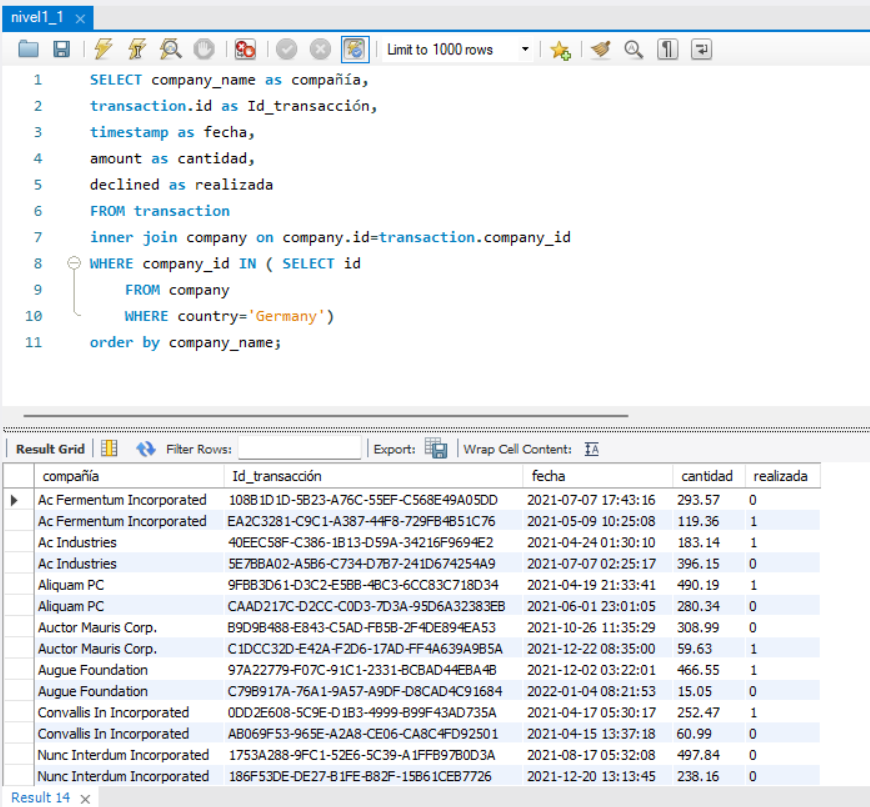 nivel1_1
Limit to 1000 rows
1 SELECT company_name as compañía,
2 transaction.id as Id_transacción,
3 timestamp as fecha,
4 amount as cantidad,
5 declined as realizada
6 FROM transaction
7 inner join company on company.id=transaction.company_id
8 WHERE company_id IN ( SELECT id
9 FROM company
10 WHERE country='Germany')
11 order by company_name;
Result Grid Filter Rows: Export: Wrap Cell Content:
compañía Id_transacción fecha cantidad realizada
Ac Fermentum Incorporated 108B1D1D-5B23-A76C-55EF-C568E49A05DD 2021-07-07 17:43:16 293.57 0
Ac Fermentum Incorporated EA2C3281-C9C1-A387-44F8-729FB4B51C76 2021-05-09 10:25:08 119.36 1
Ac Industries 40EEC58F-C386-1B13-D59A-34216F9694E2 2021-04-24 01:30:10 183.14 1
Ac Industries 5E7BBA02-A5B6-C734-D7B7-241D674254A9 2021-07-07 02:25:17 396.15 0
Aliquam PC 9FBB3D61-D3C2-E5BB-4BC3-6CC83C718D34 2021-04-19 21:33:41 490.19 1
Aliquam PC CAAD217C-D2CC-C0D3-7D3A-95D6A32383EB 2021-06-01 23:01:05 280.34 0
Auctor Mauris Corp. B9D9B488-E843-C5AD-FB5B-2F4DE894EA53 2021-10-26 11:35:29 308.99 0
Auctor Mauris Corp. C1DCC32D-E42A-F2D6-17AD-FF4A639A9B5A 2021-12-22 08:35:00 59.63 1
Augue Foundation 97A22779-F07C-91C1-2331-BCBAD44EBA4B 2021-12-02 03:22:01 466.55 1
Augue Foundation C79B917A-76A1-9A57-A9DF-D8CAD4C91684 2022-01-04 08:21:53 15.05 0
Convallis In Incorporated 0DD2E608-5C9E-D1B3-4999-B99F43AD735A 2021-04-17 05:30:17 252.47 1
Convallis In Incorporated AB069F53-965E-A2A8-CE06-CA8C4FD92501 2021-04-15 13:37:18 60.99 0
Nunc Interdum Incorporated 1753A288-9FC1-52E6-5C39-A1FFB97B0D3A 2021-08-17 05:32:08 497.84 0
Nunc Interdum Incorporated 186F53DE-DE27-B1FE-B82F-15B61CEB7726 2021-12-20 13:13:45 238.16 0
Result 14